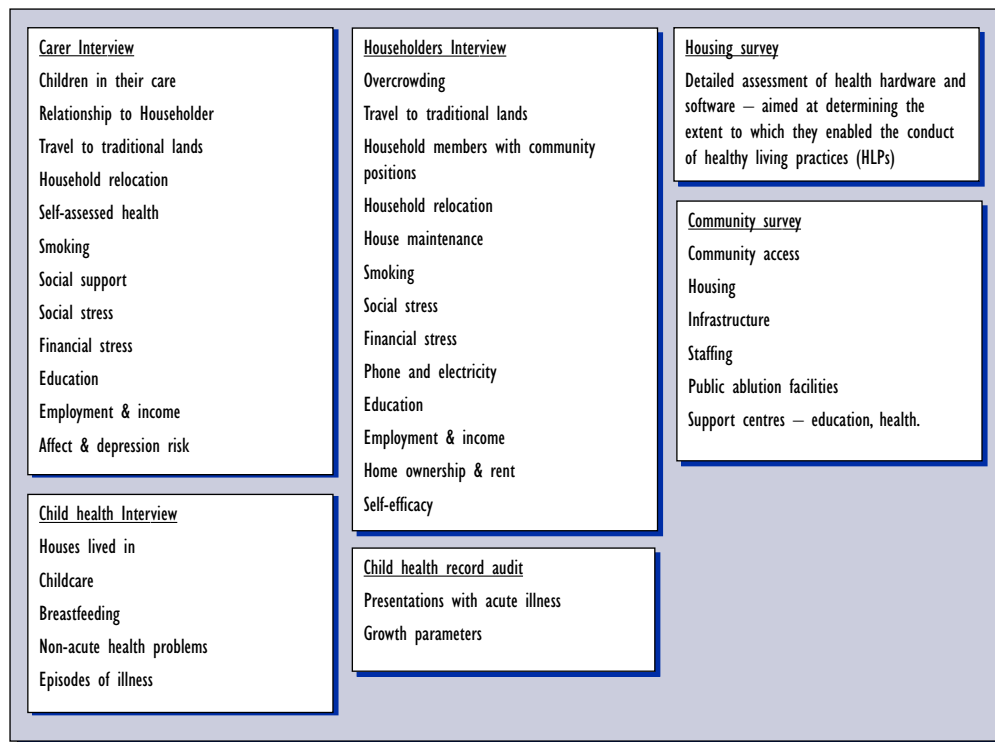 Carer Interview
Children in their care
Relationship to Householder
Travel to traditional lands
Household relocation
Self-assessed health
Smoking
Social support
Social stress
Financial stress
Education
Employment & income
Affect & depression risk
Child health Interview
Houses lived in
Childcare
Breastfeeding
Non-acute health problems
Episodes of illness
Householders Interview
Overcrowding
Travel to traditional lands
Household members with community
positions
Household relocation
House maintenance
Smoking
Social stress
Financial stress
Phone and electricity
Education
Employment & income
Home ownership & rent
Self-efficacy
Child health record audit
Presentations with acute illness
Growth parameters
Housing survey
Detailed assessment of health hardware and
software – aimed at determining the
extent to which they enabled the conduct
of healthy living practices (HLPs)
Community survey
Community access
Housing
Infrastructure
Staffing
Public ablution facilities
Support centres – education, health.